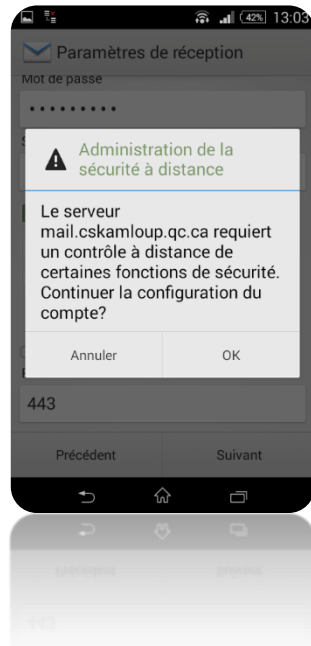 42% 13:03
Paramètres de réception
Mot de passe
•••••••••
Administration de la
sécurité à distance
Le serveur
mail.cskamloup.qc.ca requiert
un contrôle à distance de
certaines fonctions de sécurité.
Continuer la configuration du
compte?
Annuler OK
443
Précédent Suivant